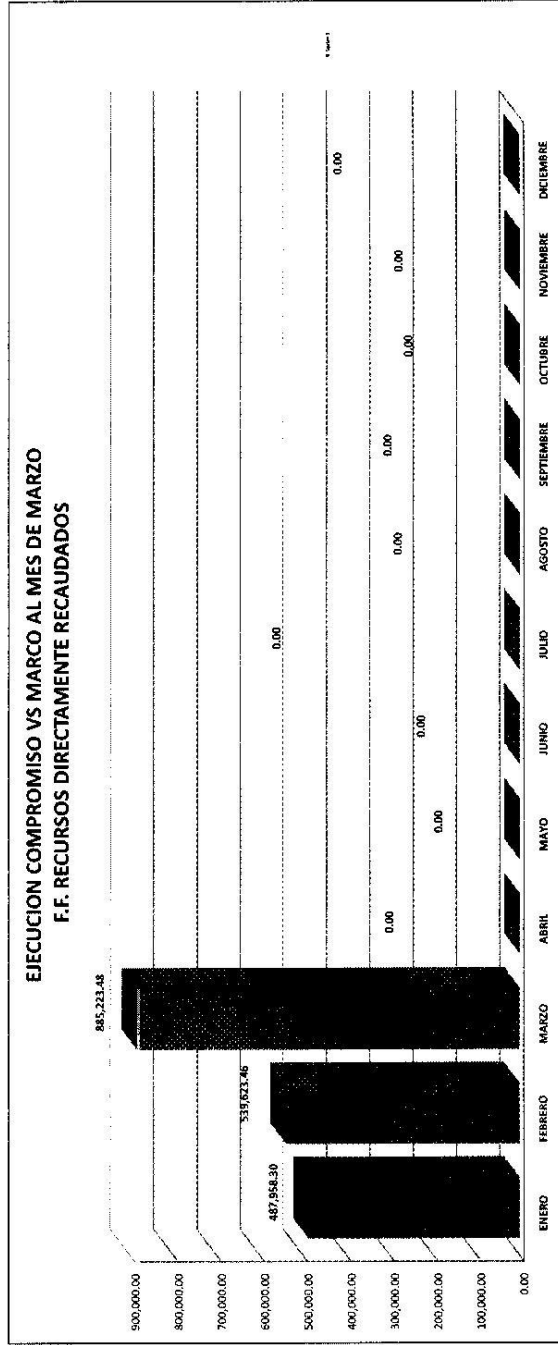 EJECUCION COMPROMISO VS MARCO AL MES DE MARZO
F.F. RECURSOS DIRECTAMENTE RECAUDADOS
900,000.00
800,000.00
700,000.00
600,000.00
500,000.00
400,000.00
300,000.00
200,000.00
100,000.00
0.00
487,958.30
539,623.46
885,223.48
0.00
0.00
0.00
0.00
0.00
0.00
0.00
0.00
0.00
ENERO
FEBRERO
MARZO
ABRIL
MAYO
JUNIO
JULIO
AGOSTO
SEPTIEMBRE
OCTUBRE
NOVIEMBRE
DICIEMBRE